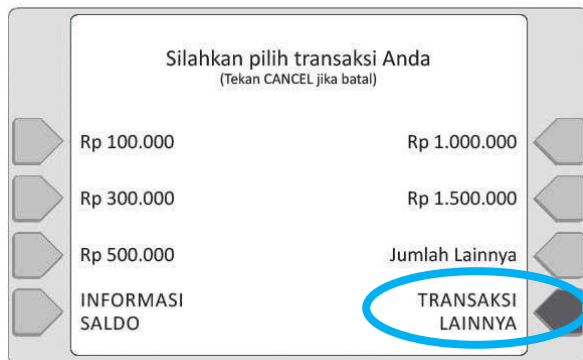 Silahkan pilih transaksi Anda
(Tekan CANCEL jika batal)
Rp 100.000
Rp 1.000.000
Rp 300.000
Rp 1.500.000
Rp 500.000
Jumlah Lainnya
INFORMASI
SALDO
TRANSAKSI
LAINNYA